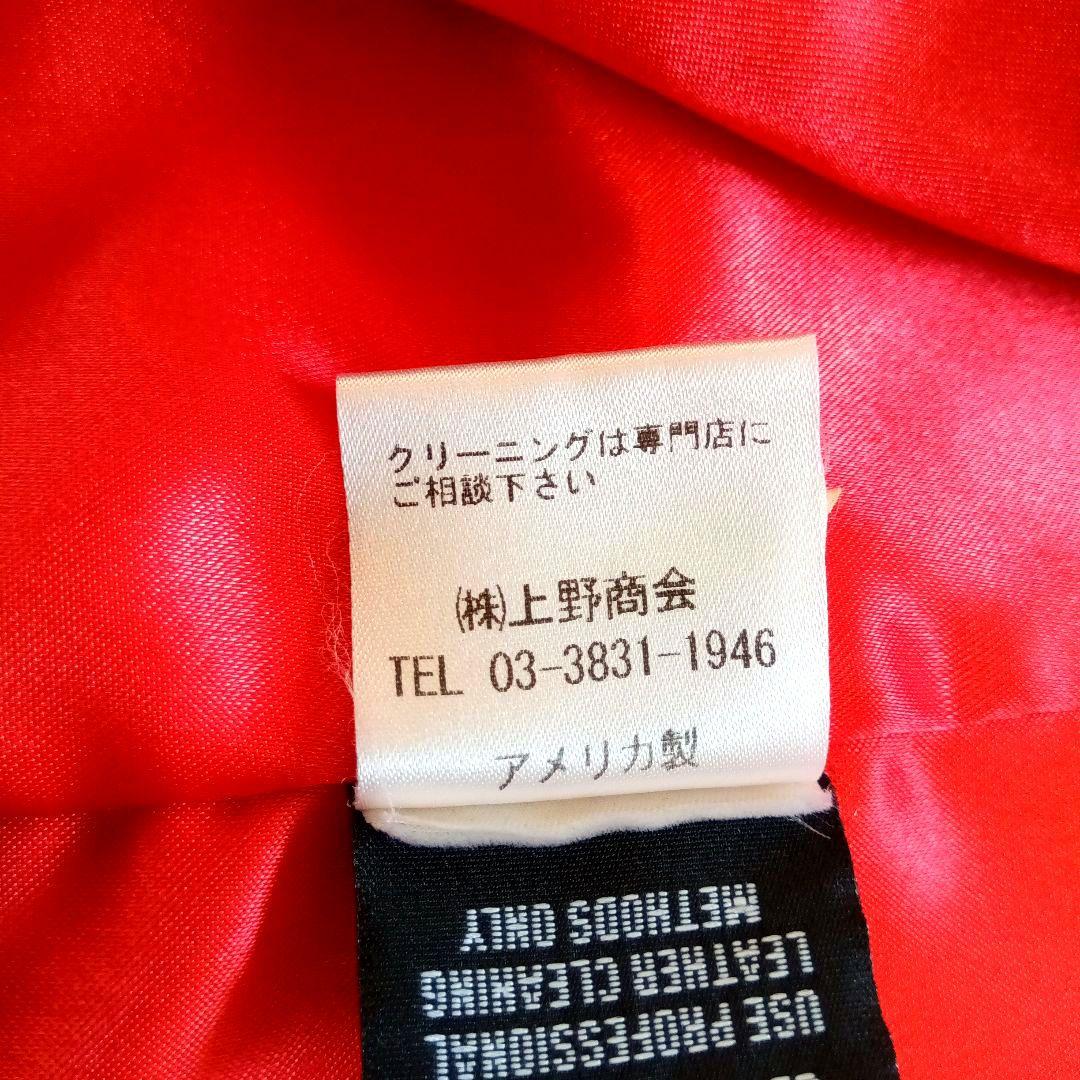 クリーニングは専門店に
ご相談下さい
㈱上野商会
TEL 03-3831-1946
アメリカ製
USE PROFESSIONAL
LEATHER CLEANING
METHODS ONLY